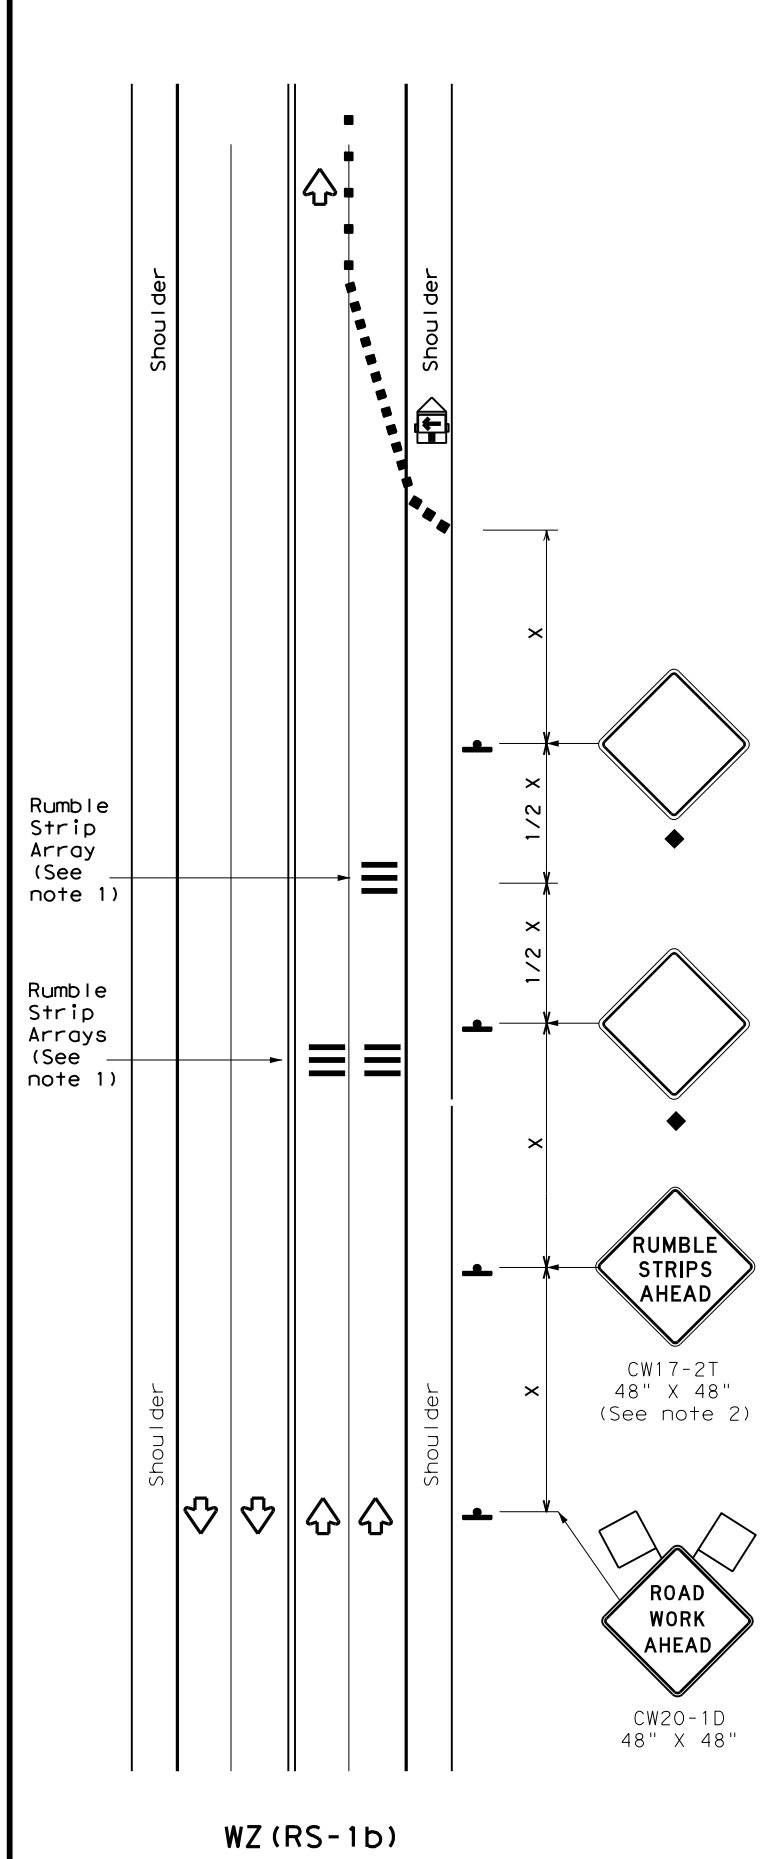 Shoulder
Shoulder
X
1/2 X
Rumble
Strip
Array
(See
note 1)
1/2 X
Rumble
Strip
Arrays
(See
note 1)
X
RUMBLE
STRIPS
AHEAD
CW17-2T
48" X 48"
(See note 2)
X
Shoulder
Shoulder
ROAD
WORK
AHEAD
CW20-1D
48" X 48"
WZ(RS-1b)